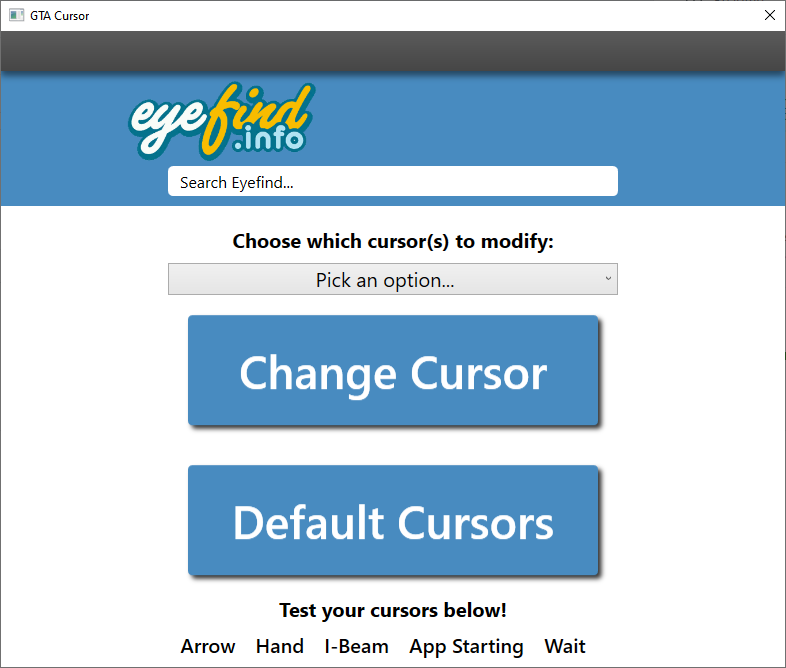 GTA Cursor
eyefind
.info
Search Eyefind...
Choose which cursor(s) to modify:
Pick an option...
Change Cursor
Default Cursors
Test your cursors below!
Arrow Hand I-Beam App Starting Wait